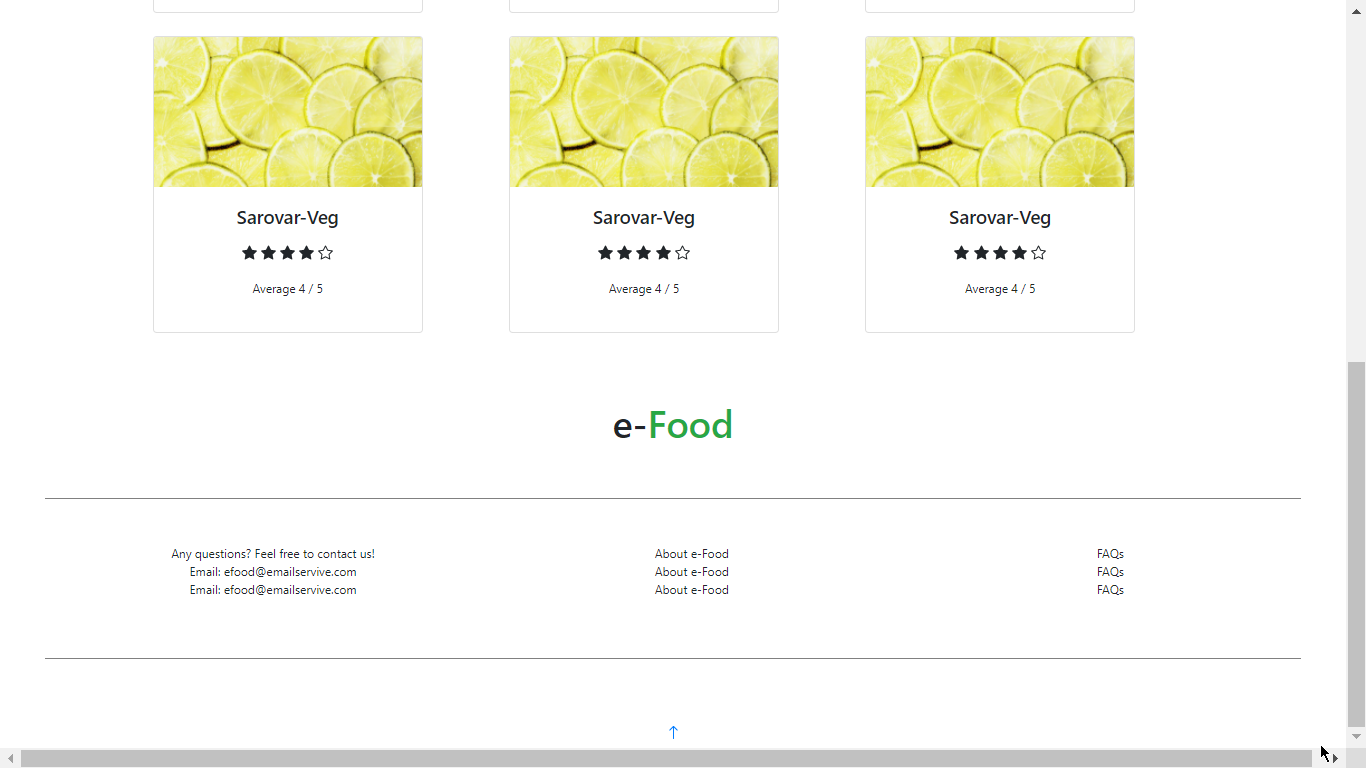 Sarovar-Veg
Average 4 / 5
Sarovar-Veg
Average 4 / 5
Sarovar-Veg
Average 4 / 5
e-Food
Any questions? Feel free to contact us!
Email: efood@emailservive.com
Email: efood@emailservive.com
About e-Food
About e-Food
About e-Food
FAQs
FAQs
FAQs